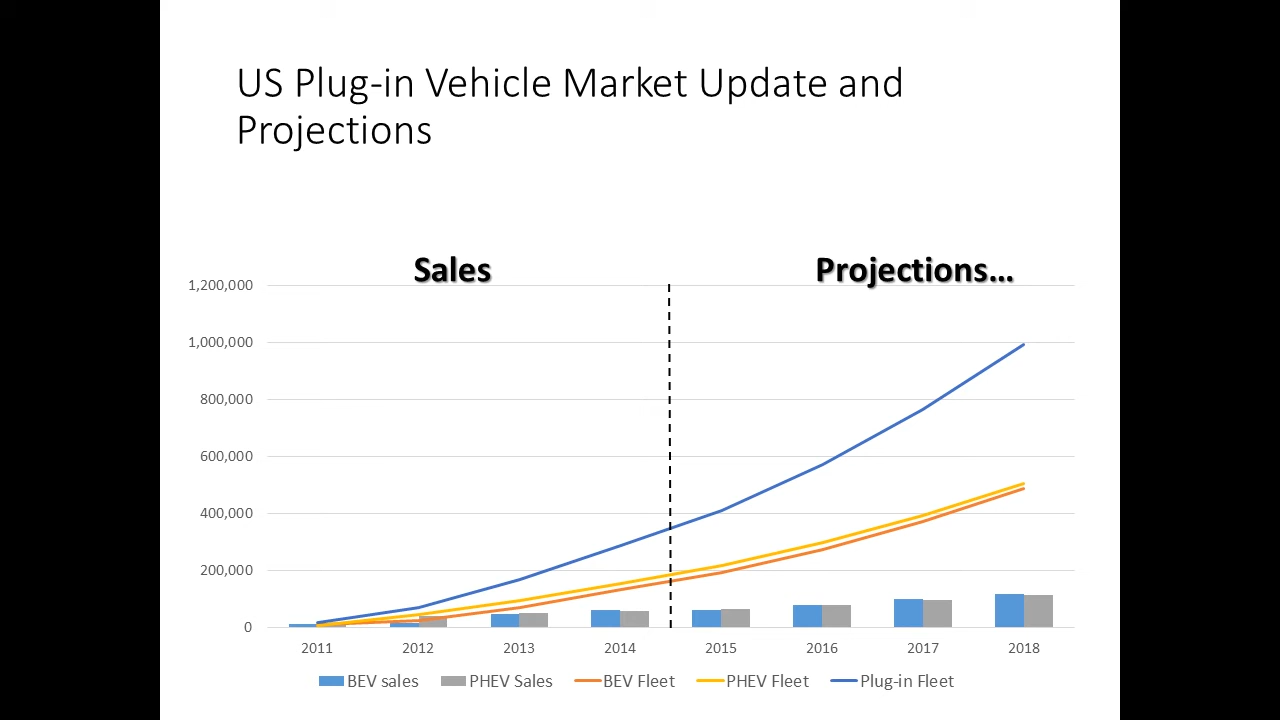 US Plug-in Vehicle Market Update and
Projections
Sales
Projections...
1,200,000
1,000,000
800,000
600,000
400,000
200,000
0
2011 2012 2013 2014 2015 2016 2017 2018
BEV sales PHEV Sales BEV Fleet PHEV Fleet Plug-in Fleet